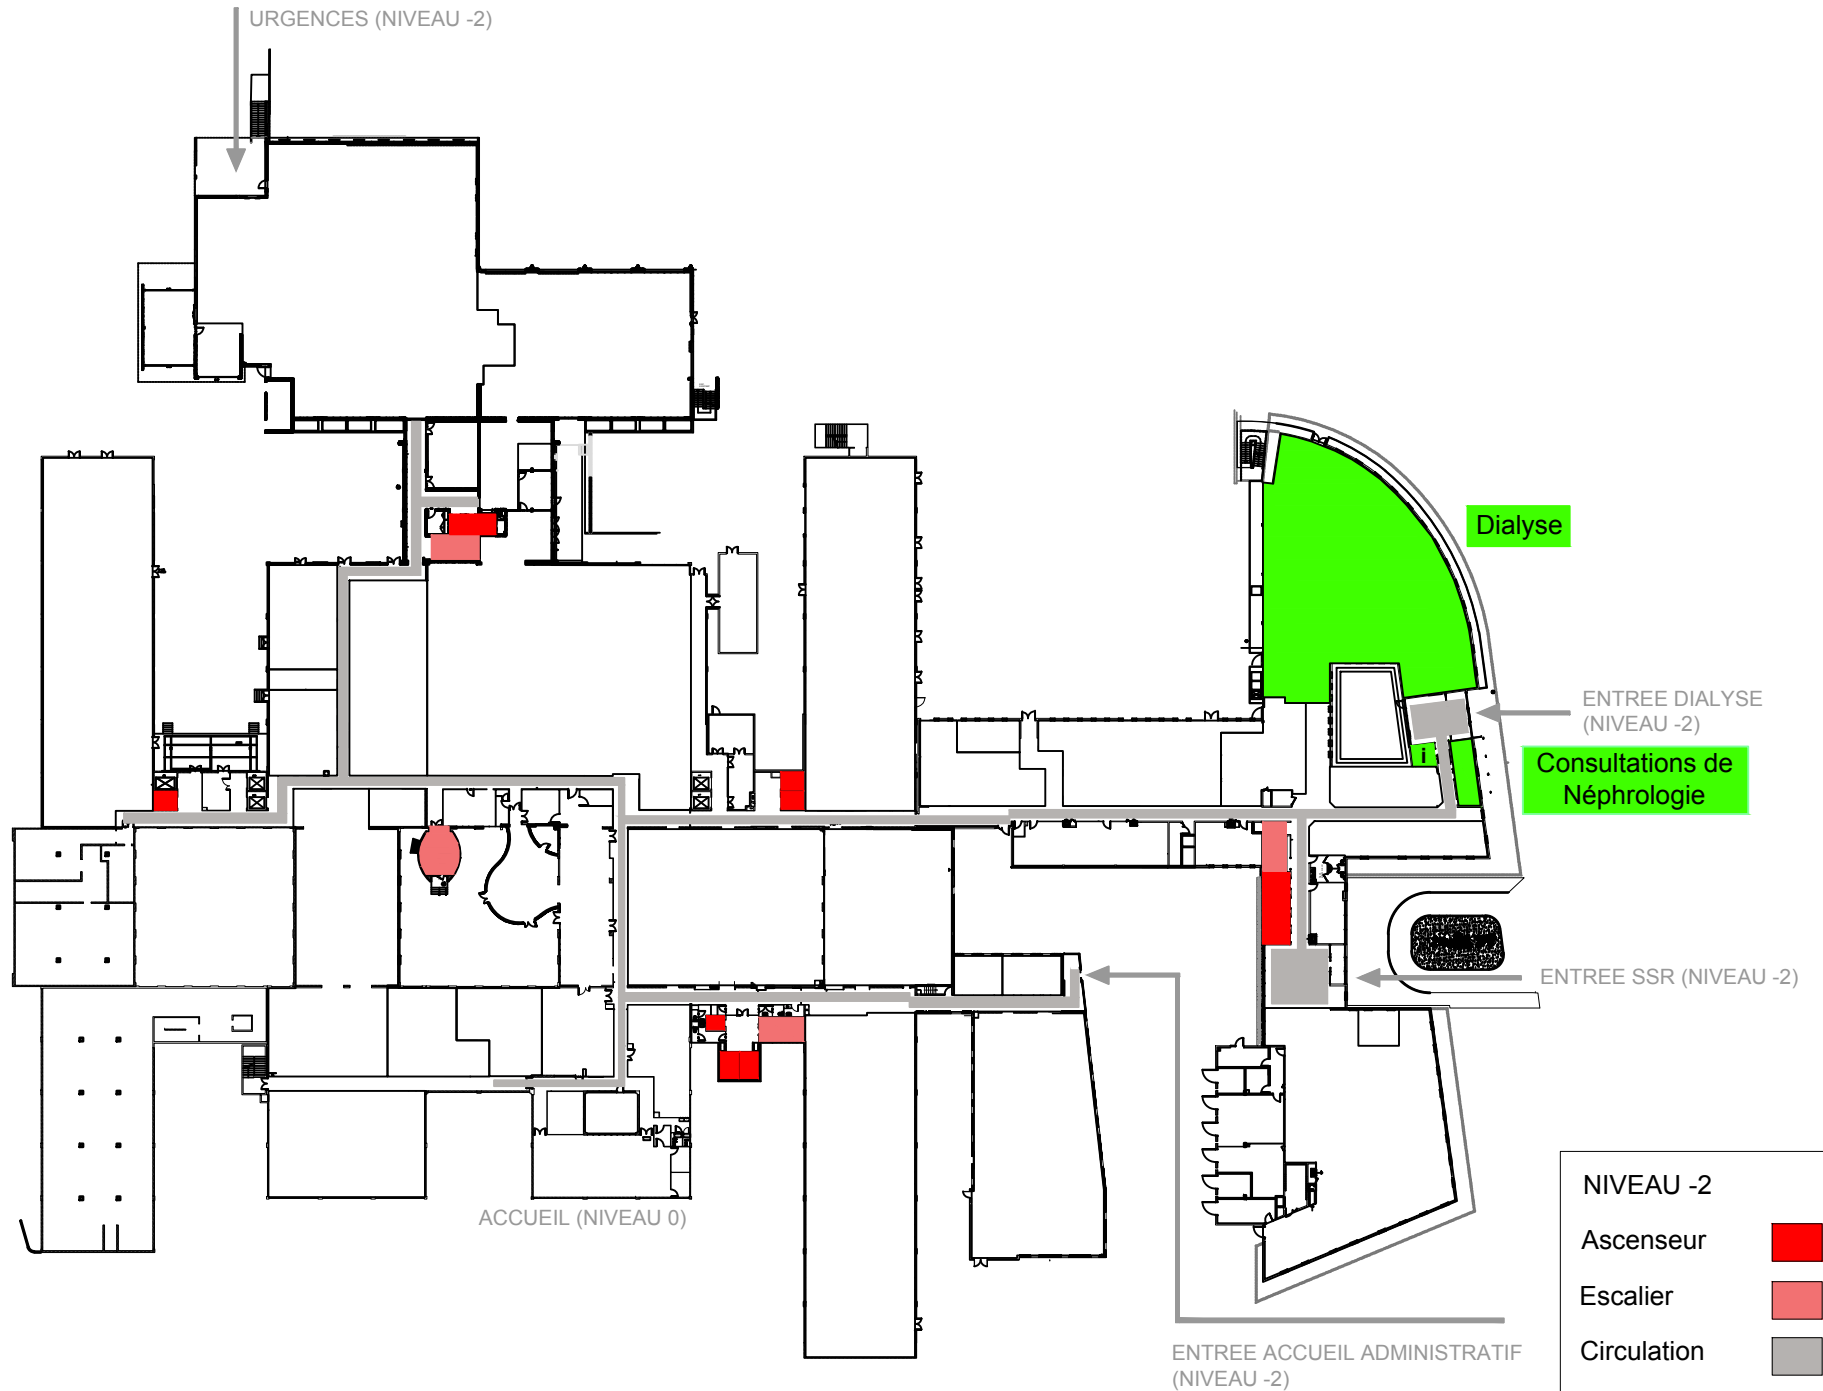 URGENCES (NIVEAU -2)
Dialyse
ENTREE DIALYSE
(NIVEAU -2)
i
Consultations de
Néphrologie
ENTREE SSR (NIVEAU -2)
ACCUEIL (NIVEAU 0)
ENTREE ACCUEIL ADMINISTRATIF
(NIVEAU -2)
NIVEAU -2
Ascenseur
Escalier
Circulation